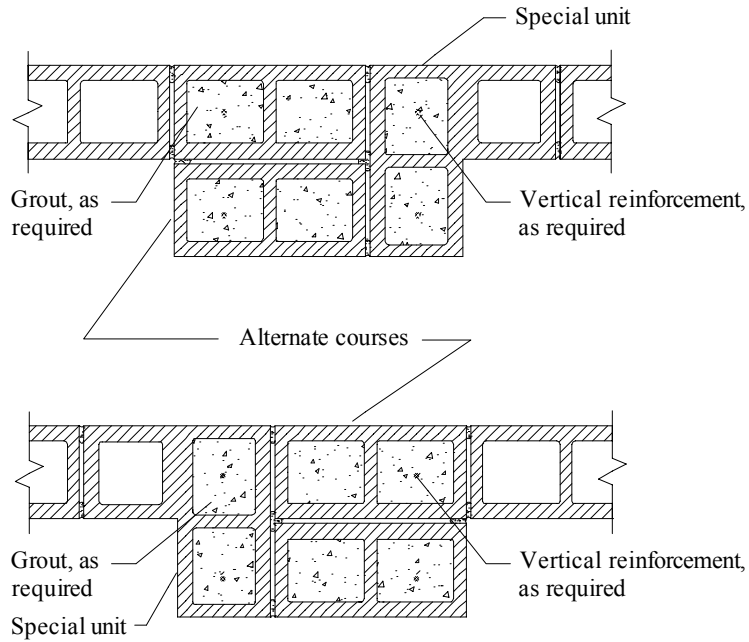 Special unit
Grout, as
required
Vertical reinforcement,
as required
Alternate courses
Grout, as
required
Special unit
Vertical reinforcement,
as required